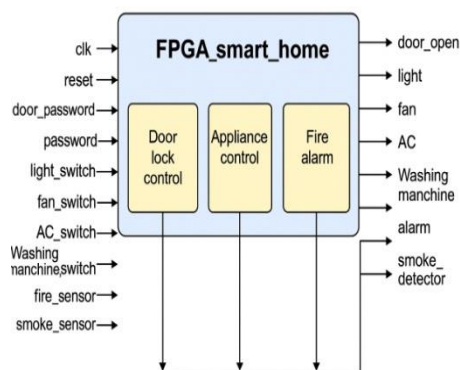 FPGA_smart_home
clk
reset
door_password
password
light_switch
fan_switch
AC_switch
Washing
manchine,switch
fire_sensor
smoke_sensor
Door
lock
control
Appliance
control
Fire
alarm
door_open
light
fan
AC
Washing
manchine
alarm
smoke_
detector